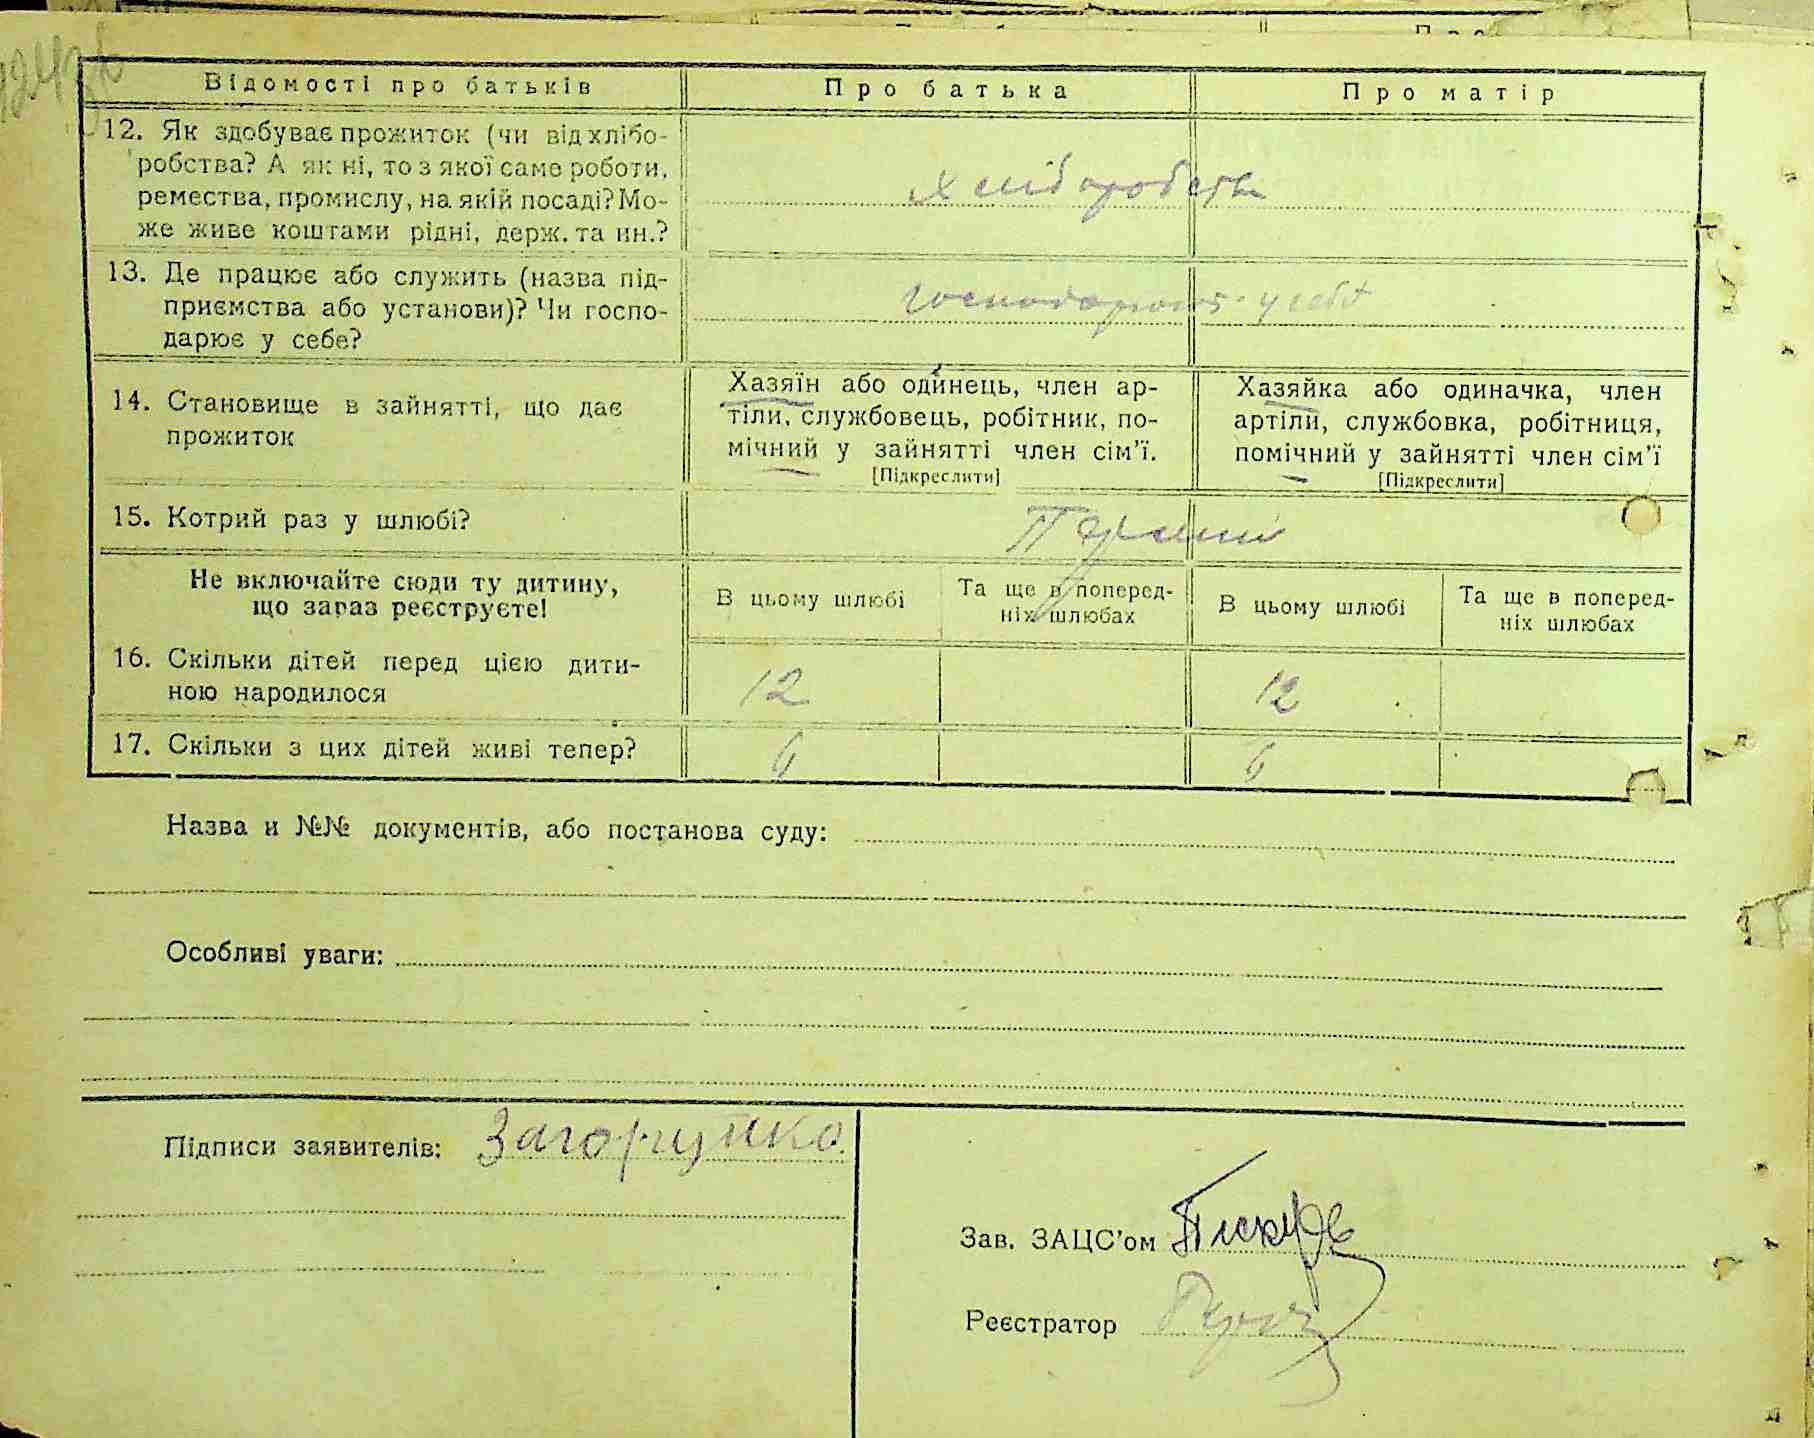 Відомості про батьків
Про батька
Про матір
12. Як здобуває прожиток (чи від хлібо-
робства? А як ні, то з якої саме роботи,
ремества, промислу, на якій посаді? Мо-
же живе коштами рідні, держ. та ин.?
хліборобств
13. Де працює або служить (назва під-
приємства або установи)? Чи госпо-
дарює у себе?
у себе
14. Становище в зайнятті, що дає
прожиток
Хазяїн або одинець, член ар-
тіли, службовець, робітник, по-
мічний у зайнятті член сім'ї.
[Підкреслити]
Хазяйка або одиначка, член
артіли, службовка, робітниця,
помічний у зайнятті член сім'ї
[Підкреслити]
15. Котрий раз у шлюбі?
Не включайте сюди ту дитину,
що зараз реєструєте!
В цьому шлюбі
Та ще в поперед-
ніх шлюбах
В цьому шлюбі
Та ще в поперед-
ніх шлюбах
16. Скільки дітей перед цією дити-
ною народилося
12
12
17. Скільки з цих дітей живі тепер?
6
6
Назва и №№ документів, або постанова суду:
Особливі уваги:
Підписи заявителів:
Зав. ЗАЦС'ом
Реєстратор